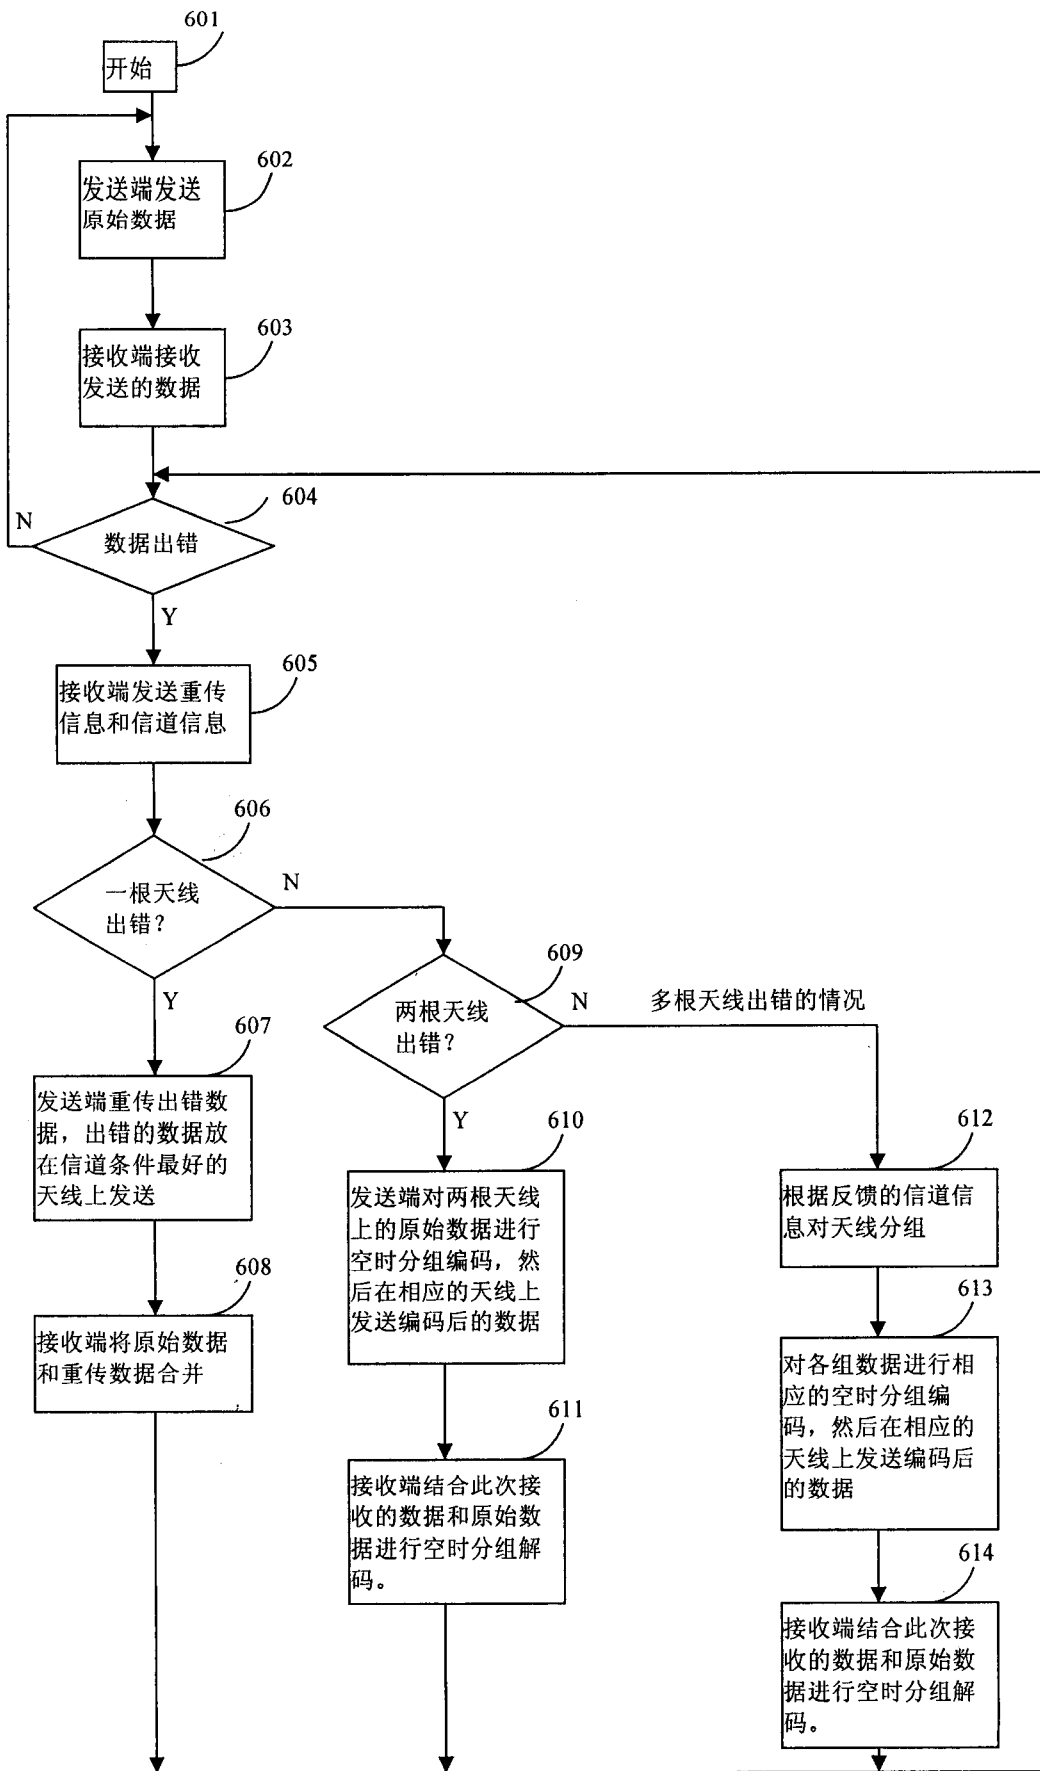 601
开始
602
发送端发送
原始数据
603
接收端接收
发送的数据
604
N
数据出错
Y
605
接收端发送重传
信息和信道信息
606
一根天线
出错？
N
Y
609
两根天线
出错？
N
多根天线出错的情况
Y
607
发送端重传出错数
据，出错的数据放
在信道条件最好的
天线上发送
608
接收端将原始数据
和重传数据合并
610
发送端对两根天线
上的原始数据进行
空时分组编码，然
后在相应的天线上
发送编码后的数据
611
接收端结合此次接
收的数据和原始数
据进行空时分组解
码。
612
根据反馈的信道信
息对天线分组
613
对各组数据进行相
应的空时分组编
码，然后在相应的
天线上发送编码后
的数据
614
接收端结合此次接
收的数据和原始数
据进行空时分组解
码。